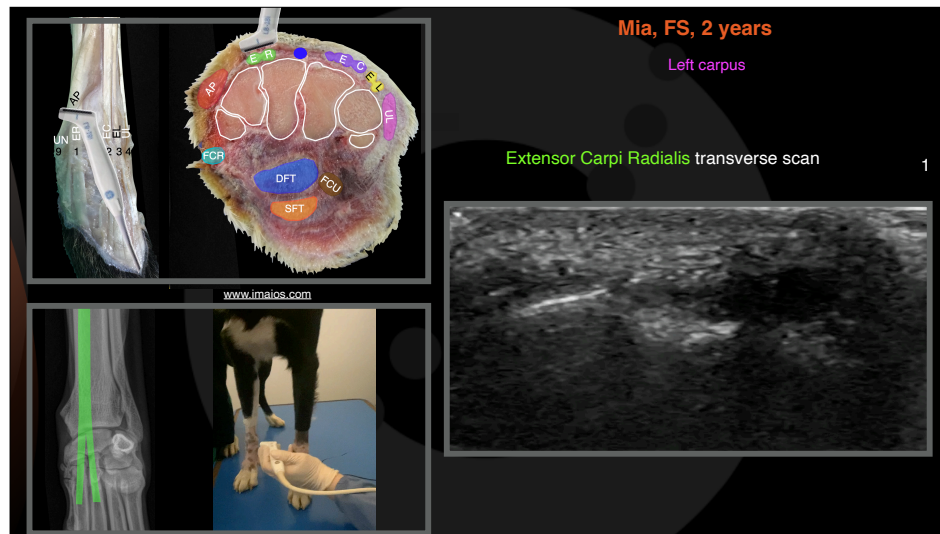 Mia, FS, 2 years
Left carpus
Extensor Carpi Radialis transverse scan
1
AP
UN
ER
EC
EL
UL
9 1 2 3 4
E R
E C
E L
AP
UL
FCR
DFT
FCU
SFT
www.imaios.com